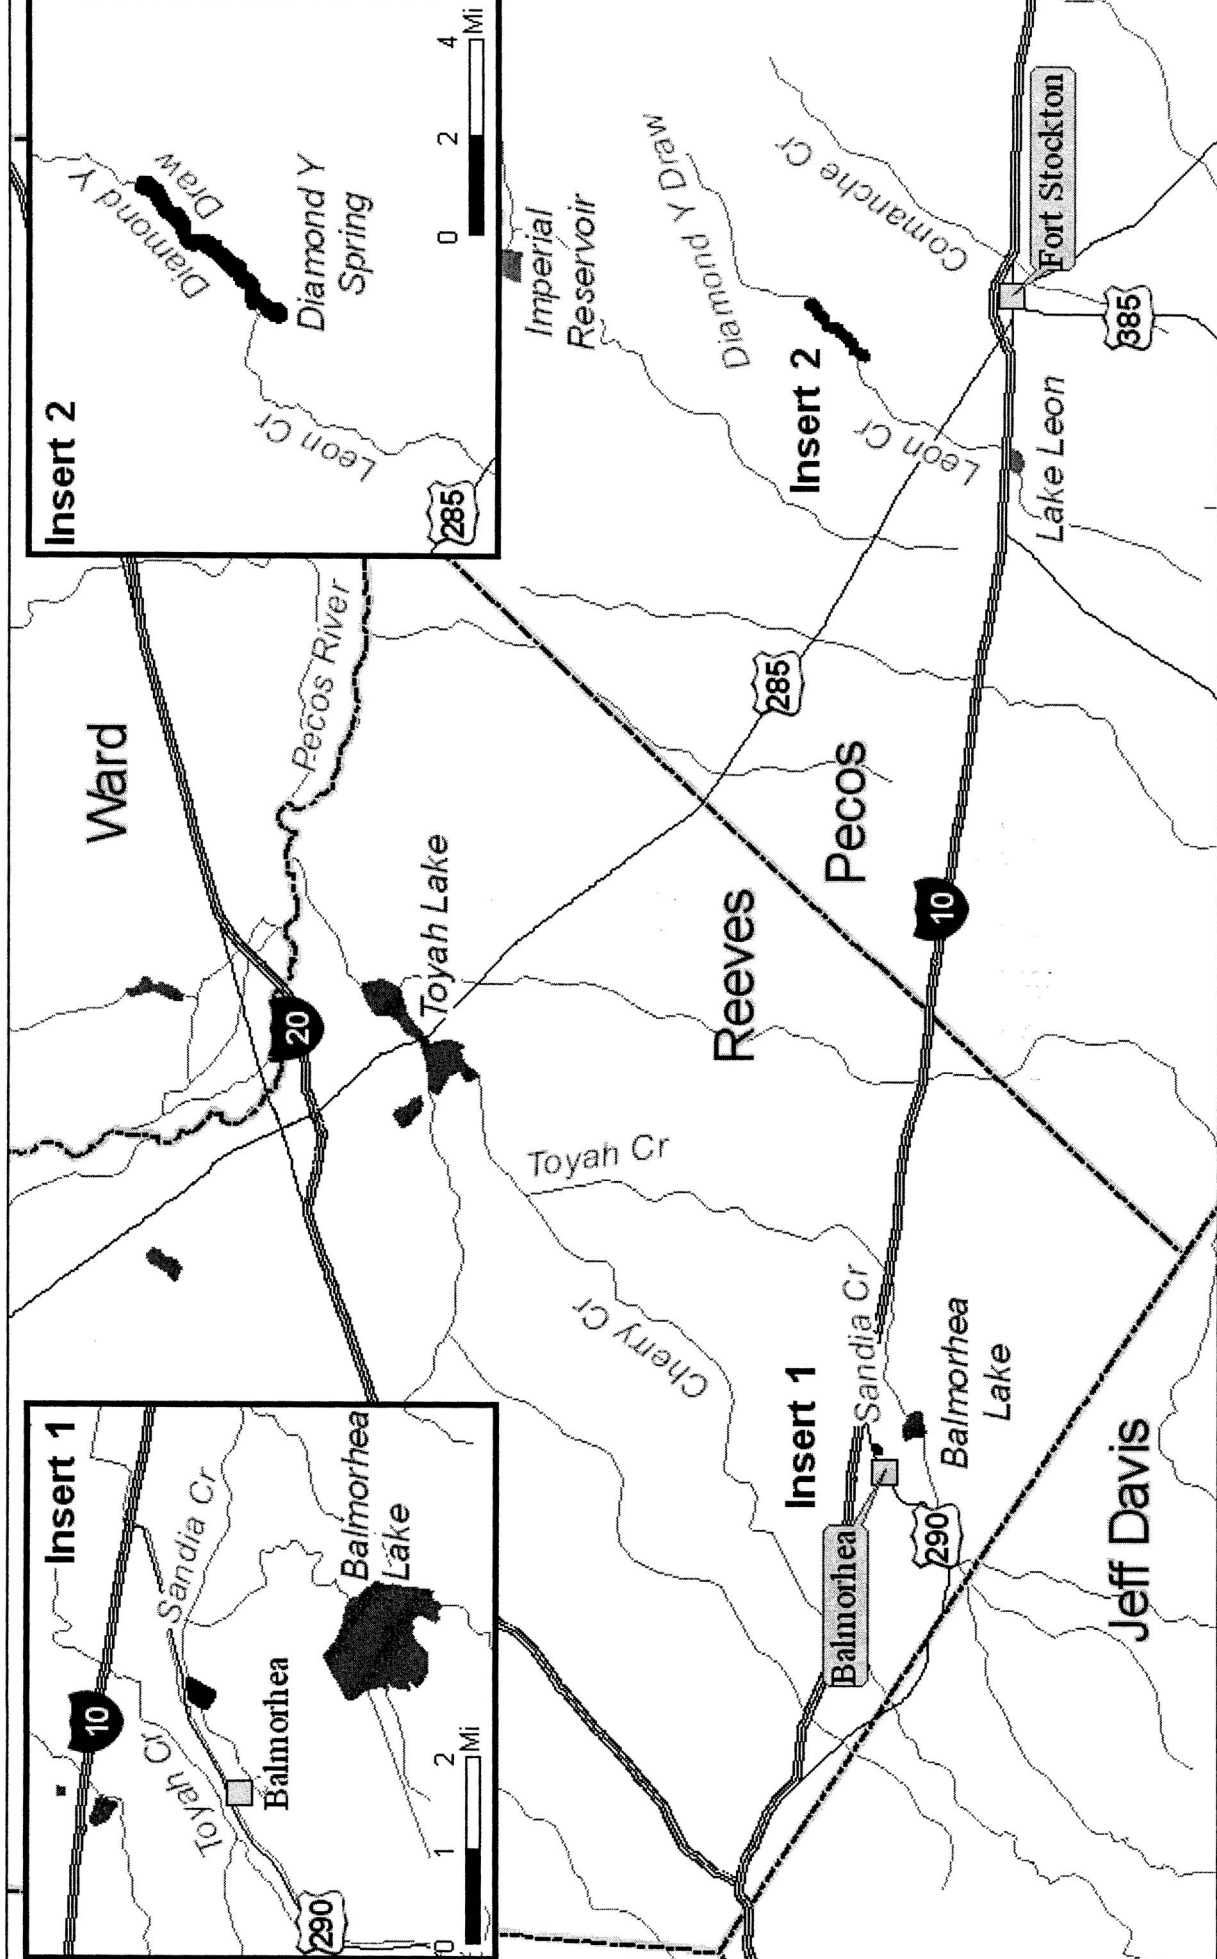 Insert 1
10
Toyah Cr
Sandia Cr
Balmorhea
Balmorhea
Lake
290
0 1 2 Mi
Insert 2
Diamond Y
Draw
Diamond Y
Spring
Leon Cr
285
0 2 4 Mi
Ward
Pecos River
20
Toyah Lake
Imperial
Reservoir
Toyah Cr
Cherry Cr
Reeves
Pecos
285
Diamond Y Draw
Comanche Cr
Insert 2
Leon Cr
Insert 1
Sandia Cr
Balmorhea
290
Balmorhea
Lake
10
Lake Leon
Fort Stockton
385
Jeff Davis